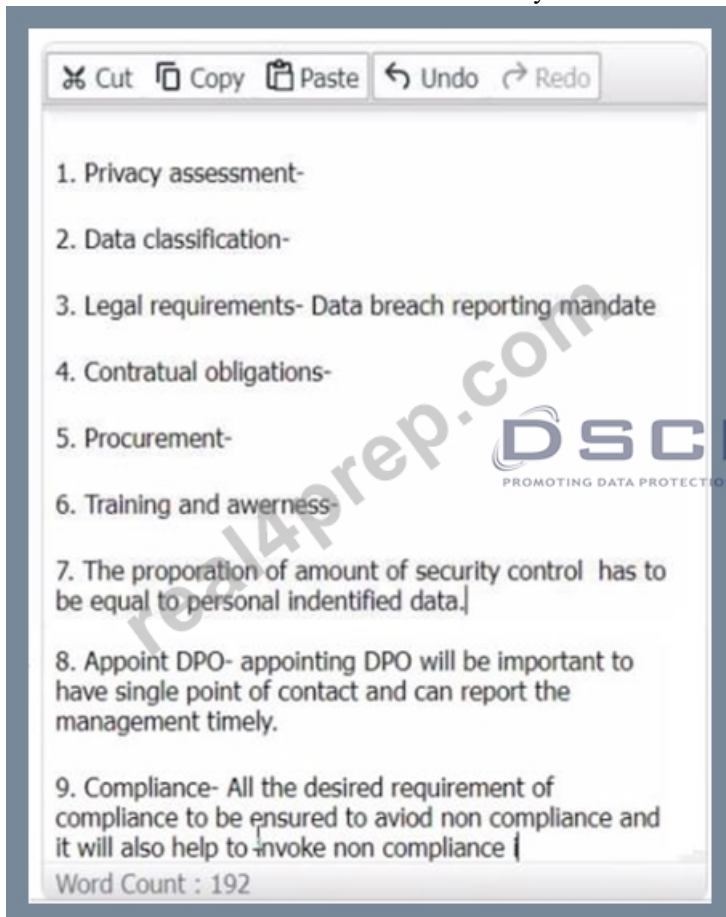 Cut Copy Paste Undo Redo
1. Privacy assessment-
2. Data classification-
3. Legal requirements- Data breach reporting mandate
4. Contratual obligations-
5. Procurement-
6. Training and awerness-
7. The proporation of amount of security control has to
be equal to personal indentified data.
8. Appoint DPO- appointing DPO will be important to
have single point of contact and can report the
management timely.
9. Compliance- All the desired requirement of
compliance to be ensured to aviod non compliance and
it will also help to invoke non compliance i
Word Count : 192
real4prep.com
DSCI
PROMOTING DATA PROTECTIO